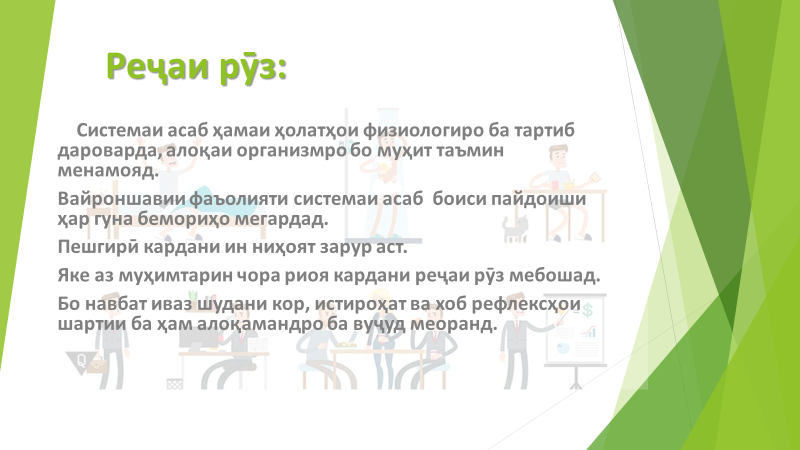 Реҷаи рӯз:
Системаи асаб ҳамаи ҳолатҳои физиологиро ба тартиб
дароварда, алоқаи организмро бо муҳит таъмин
менамояд.
Вайроншавии фаъолияти системаи асаб боиси пайдоиши
ҳар гуна бемориҳо мегардад.
Пешгирӣ кардани ин ниҳоят зарур аст.
Яке аз муҳимтарин чора риоя кардани реҷаи рӯз мебошад.
Бо навбат иваз шудани кор, истироҳат ва хоб рефлексҳои
шартии ба ҳам алоқамандро ба вуҷуд меоранд.